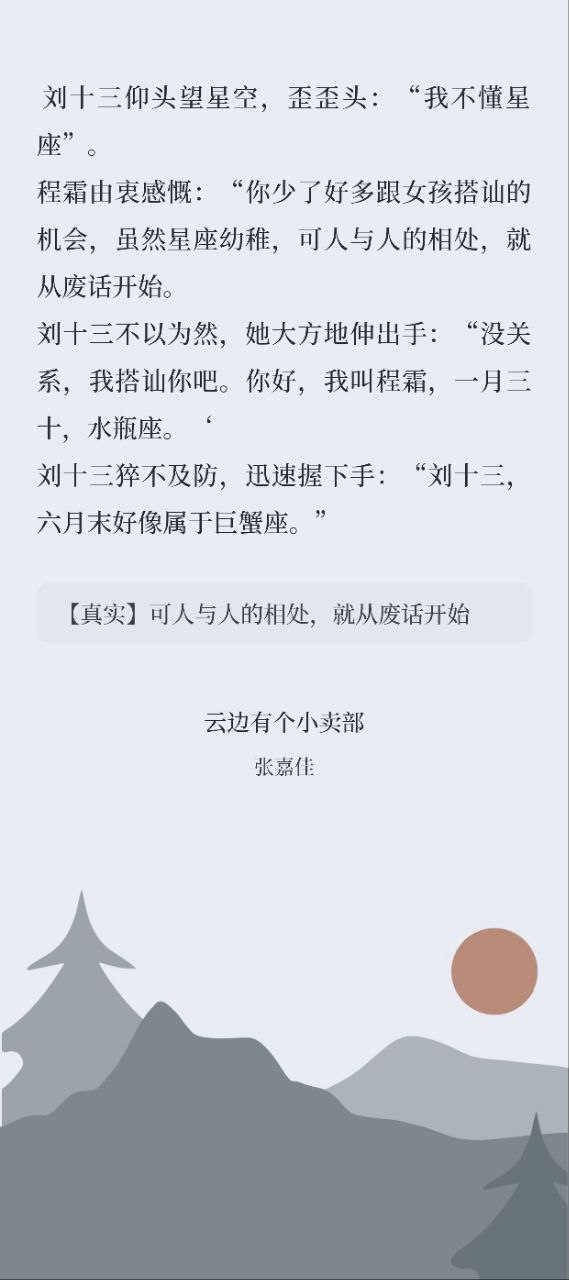 刘十三仰头望星空，歪歪头：“我不懂星
座”。
程霜由衷感慨：“你少了好多跟女孩搭讪的
机会，虽然星座幼稚，可人与人的相处，就
从废话开始。
刘十三不以为然，她大方地伸出手：“没关
系，我搭讪你吧。你好，我叫程霜，一月三
十，水瓶座。‘
刘十三猝不及防，迅速握下手：“刘十三，
六月末好像属于巨蟹座。”
【真实】可人与人的相处，就从废话开始
云边有个小卖部
张嘉佳